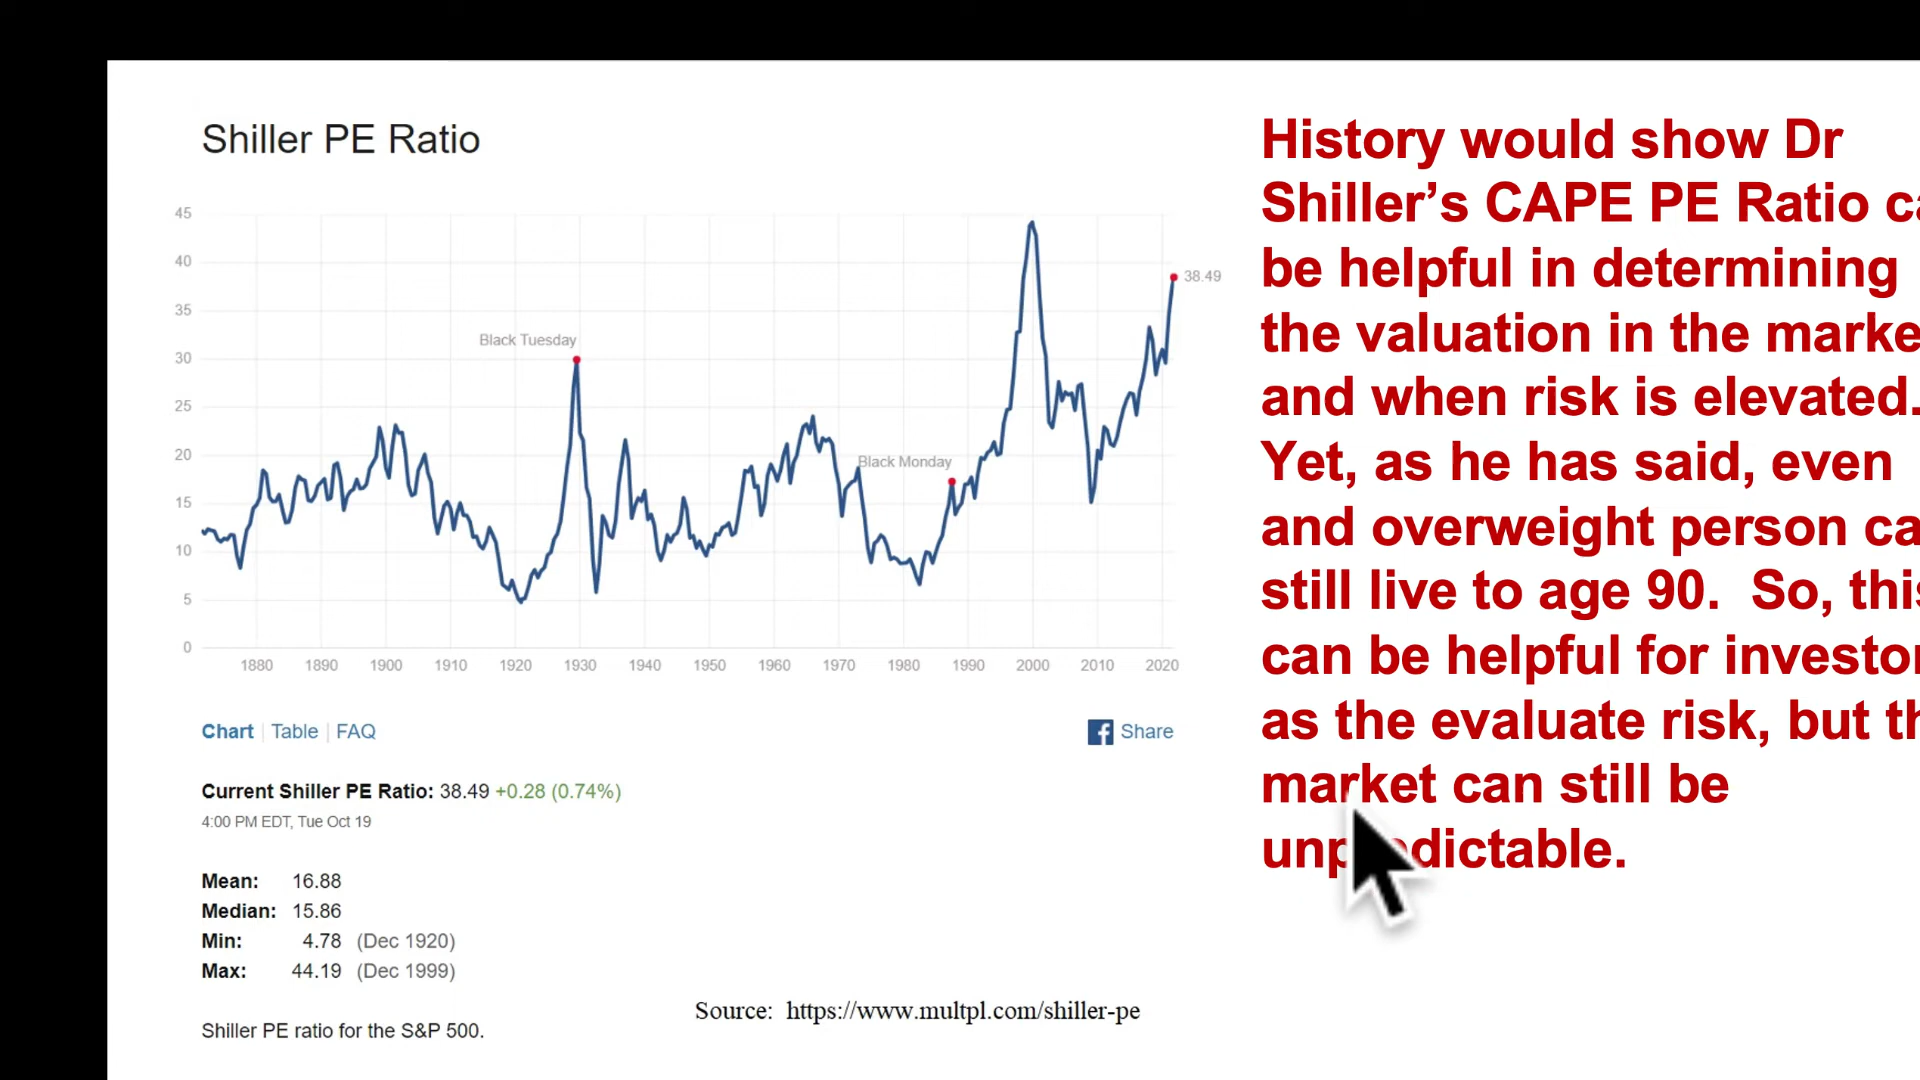 Shiller PE Ratio
45
40
35
30
25
20
15
10
5
0
38.49
Black Tuesday
Black Monday
1880 1890 1900 1910 1920 1930 1940 1950 1960 1970 1980 1990 2000 2010 2020
Chart | Table | FAQ
Share
Current Shiller PE Ratio: 38.49 +0.28 (0.74%)
4:00 PM EDT, Tue Oct 19
Mean: 16.88
Median: 15.86
Min: 4.78 (Dec 1920)
Max: 44.19 (Dec 1999)
Shiller PE ratio for the S&P 500.
Source: https://www.multpl.com/shiller-pe
History would show Dr
Shiller’s CAPE PE Ratio
be helpful in determining
the valuation in the
and when risk is elevated.
Yet, as he has said, even
and overweight person
still live to age 90. So,
can be helpful for
as the evaluate risk, but
market can still be